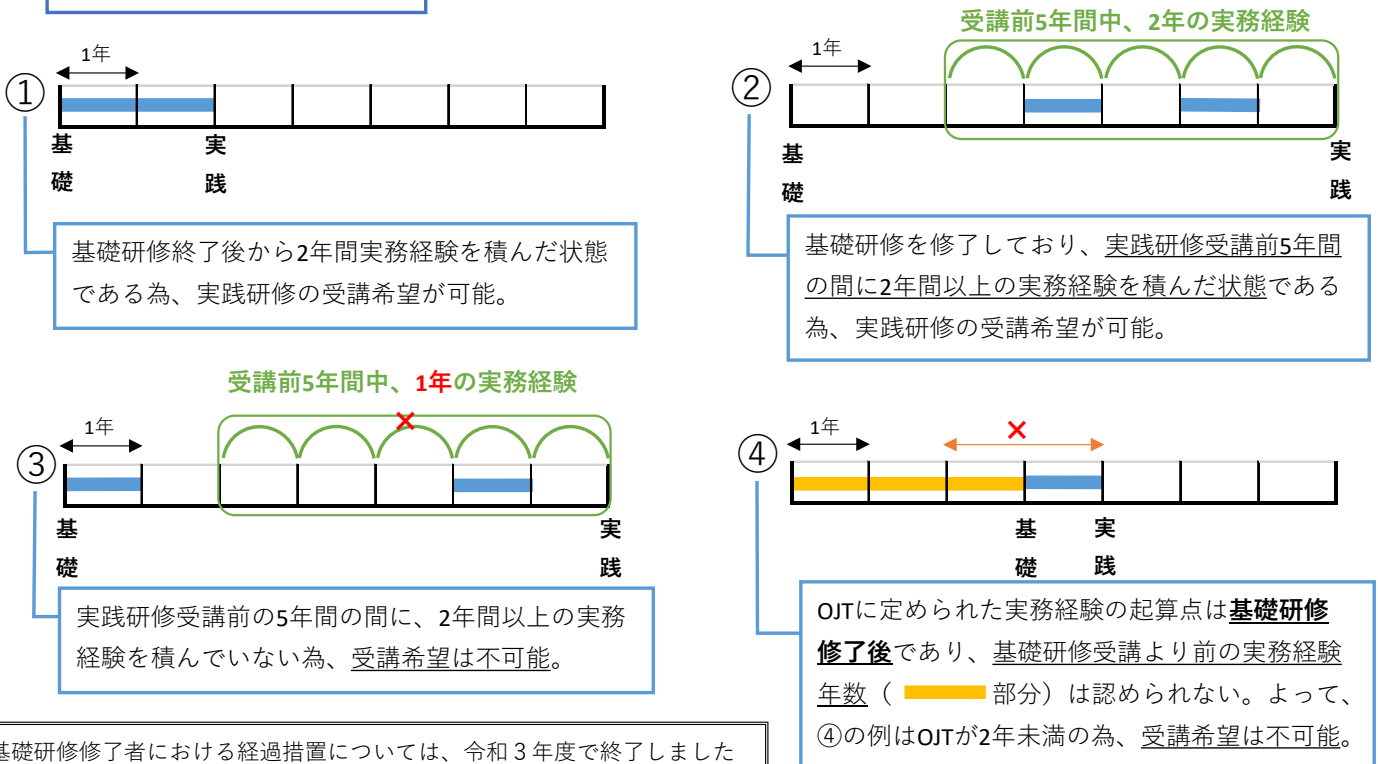 1年
①
基
礎
実
践
基礎研修終了後から2年間実務経験を積んだ状態
である為、実践研修の受講希望が可能。
受講前5年間中、2年の実務経験
1年
②
基
礎
実
践
基礎研修を修了しており、実践研修受講前5年間
の間に2年間以上の実務経験を積んだ状態である
為、実践研修の受講希望が可能。
受講前5年間中、1年の実務経験
×
1年
③
基
礎
実
践
実践研修受講前の5年間の間に、2年間以上の実務
経験を積んでいない為、受講希望は不可能。
1年
×
④
基
礎
実
践
OJTに定められた実務経験の起算点は基礎研修
修了後であり、基礎研修受講より前の実務経験
年数（ 部分）は認められない。よって、
④の例はOJTが2年未満の為、受講希望は不可能。
基礎研修修了者における経過措置については、令和３年度で終了しました